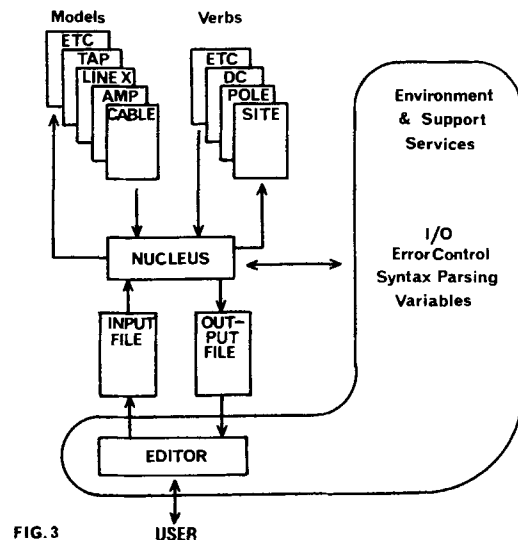 Models
Verbs
ETC
TAP
LINE X
AMP
CABLE
ETC
DC
POLE
SITE
Environment
& Support
Services
NUCLEUS
I/O
Error Control
Syntax Parsing
Variables
INPUT
FILE
OUT-
PUT
FILE
EDITOR
FIG. 3
USER